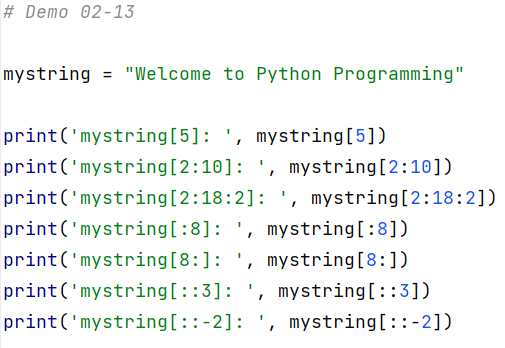 # Demo 02-13
mystring = "Welcome to Python Programming"
print('mystring[5]: ', mystring[5])
print('mystring[2:10]: ', mystring[2:10])
print('mystring[2:18:2]: ', mystring[2:18:2])
print('mystring[:8]: ', mystring[:8])
print('mystring[8:]: ', mystring[8:])
print('mystring[::3]: ', mystring[::3])
print('mystring[::-2]: ', mystring[::-2])